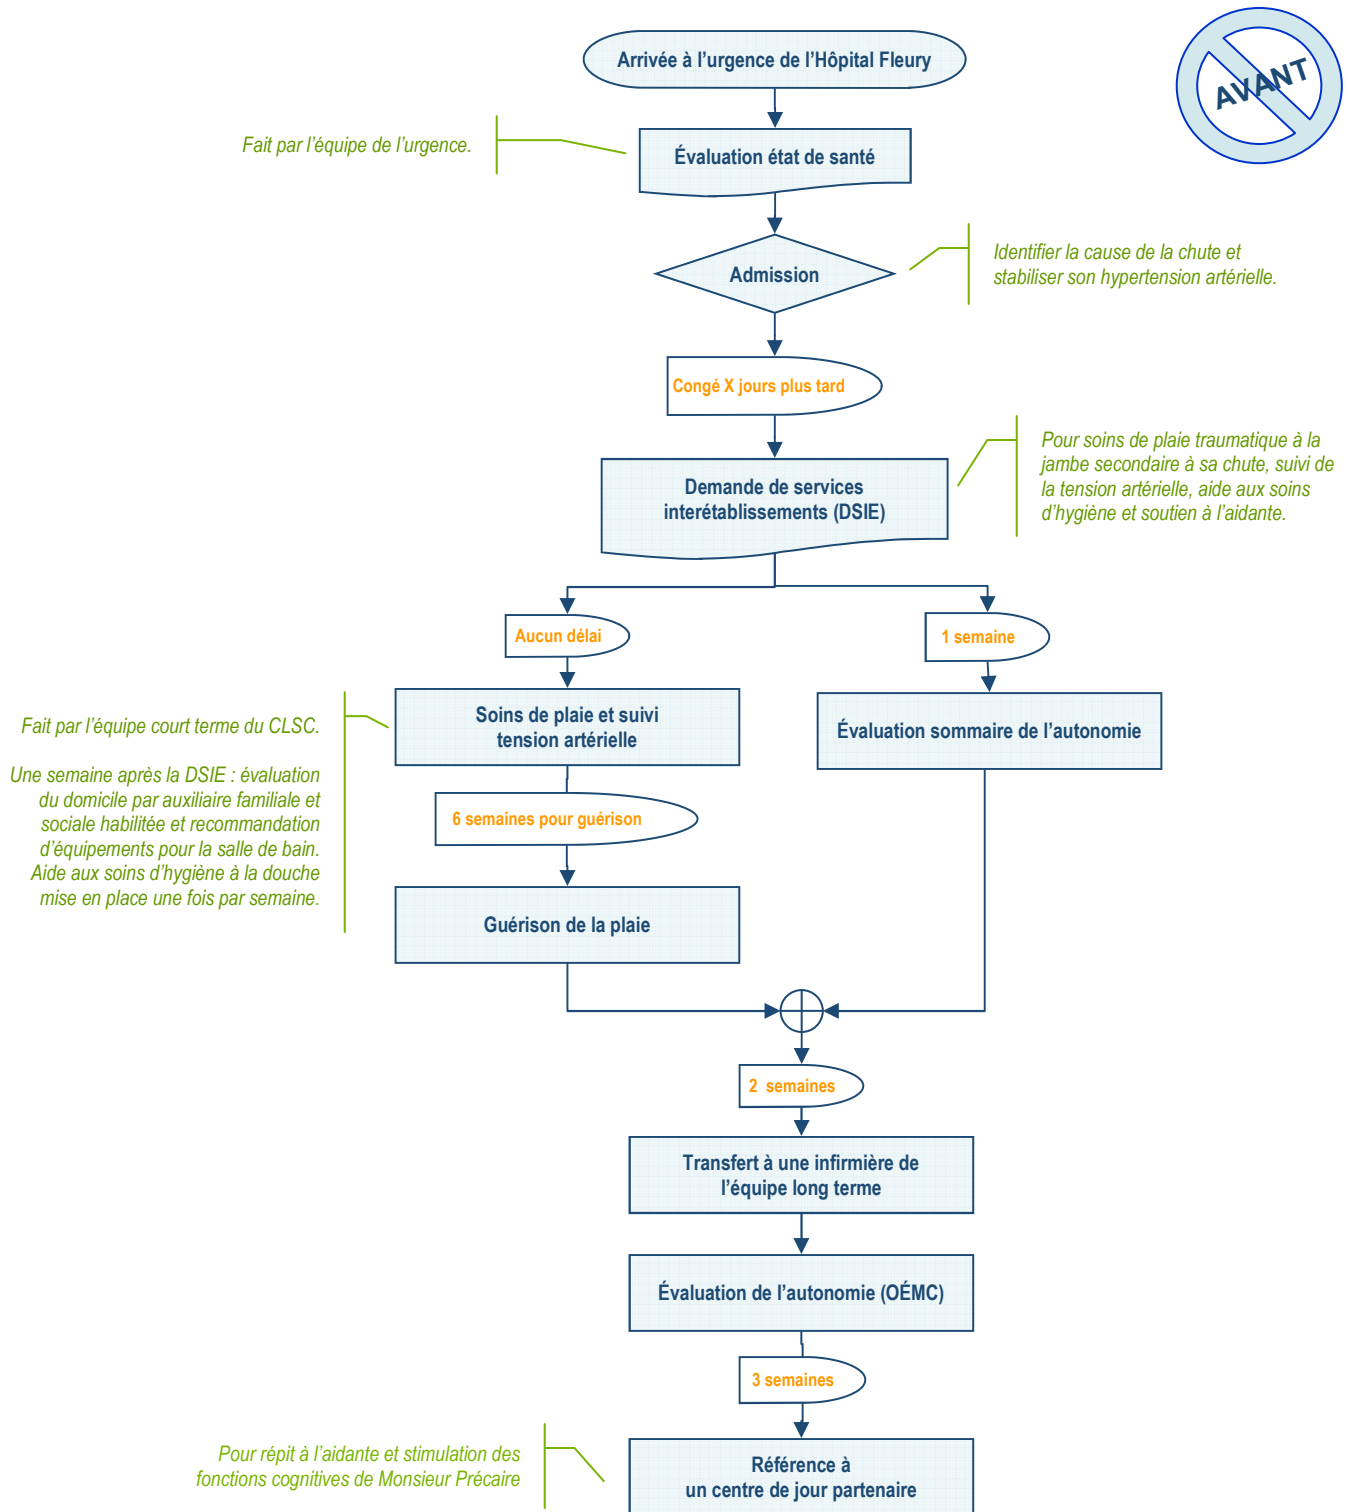 AVANT
Arrivée à l'urgence de l'Hôpital Fleury
Fait par l'équipe de l'urgence.
Évaluation état de santé
Admission
Identifier la cause de la chute et
stabiliser son hypertension artérielle.
Congé X jours plus tard
Demande de services
interétablissements (DSIE)
Pour soins de plaie traumatique à la
jambe secondaire à sa chute, suivi de
la tension artérielle, aide aux soins
d'hygiène et soutien à l'aidante.
Aucun délai
1 semaine
Soins de plaie et suivi
tension artérielle
Évaluation sommaire de l'autonomie
Fait par l'équipe court terme du CLSC.
Une semaine après la DSIE : évaluation
du domicile par auxiliaire familiale et
sociale habilitée et recommandation
d'équipements pour la salle de bain.
Aide aux soins d'hygiène à la douche
mise en place une fois par semaine.
6 semaines pour guérison
Guérison de la plaie
2 semaines
Transfert à une infirmière de
l'équipe long terme
Évaluation de l'autonomie (OÉMC)
3 semaines
Pour répit à l'aidante et stimulation des
fonctions cognitives de Monsieur Précaire
Référence à
un centre de jour partenaire